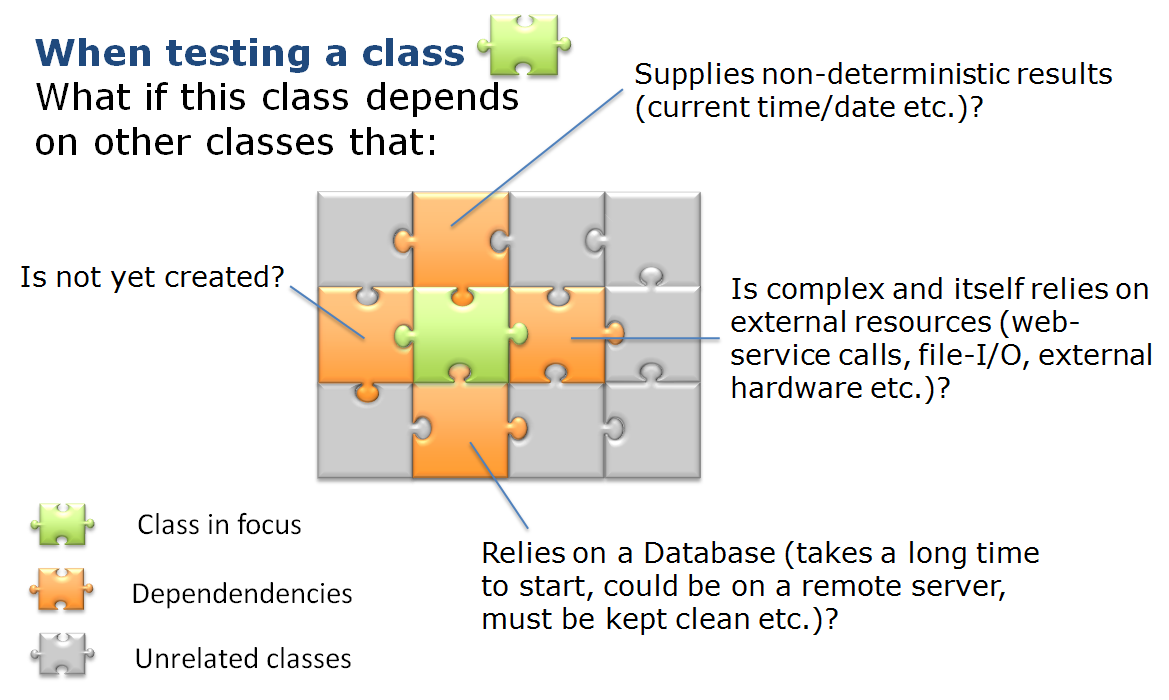 When testing a class
What if this class depends
on other classes that:
Supplies non-deterministic results
(current time/date etc.)?
Is not yet created?
Is complex and itself relies on
external resources (web-
service calls, file-I/O, external
hardware etc.)?
Relies on a Database (takes a long time
to start, could be on a remote server,
must be kept clean etc.)?
Class in focus
Dependendencies
Unrelated classes